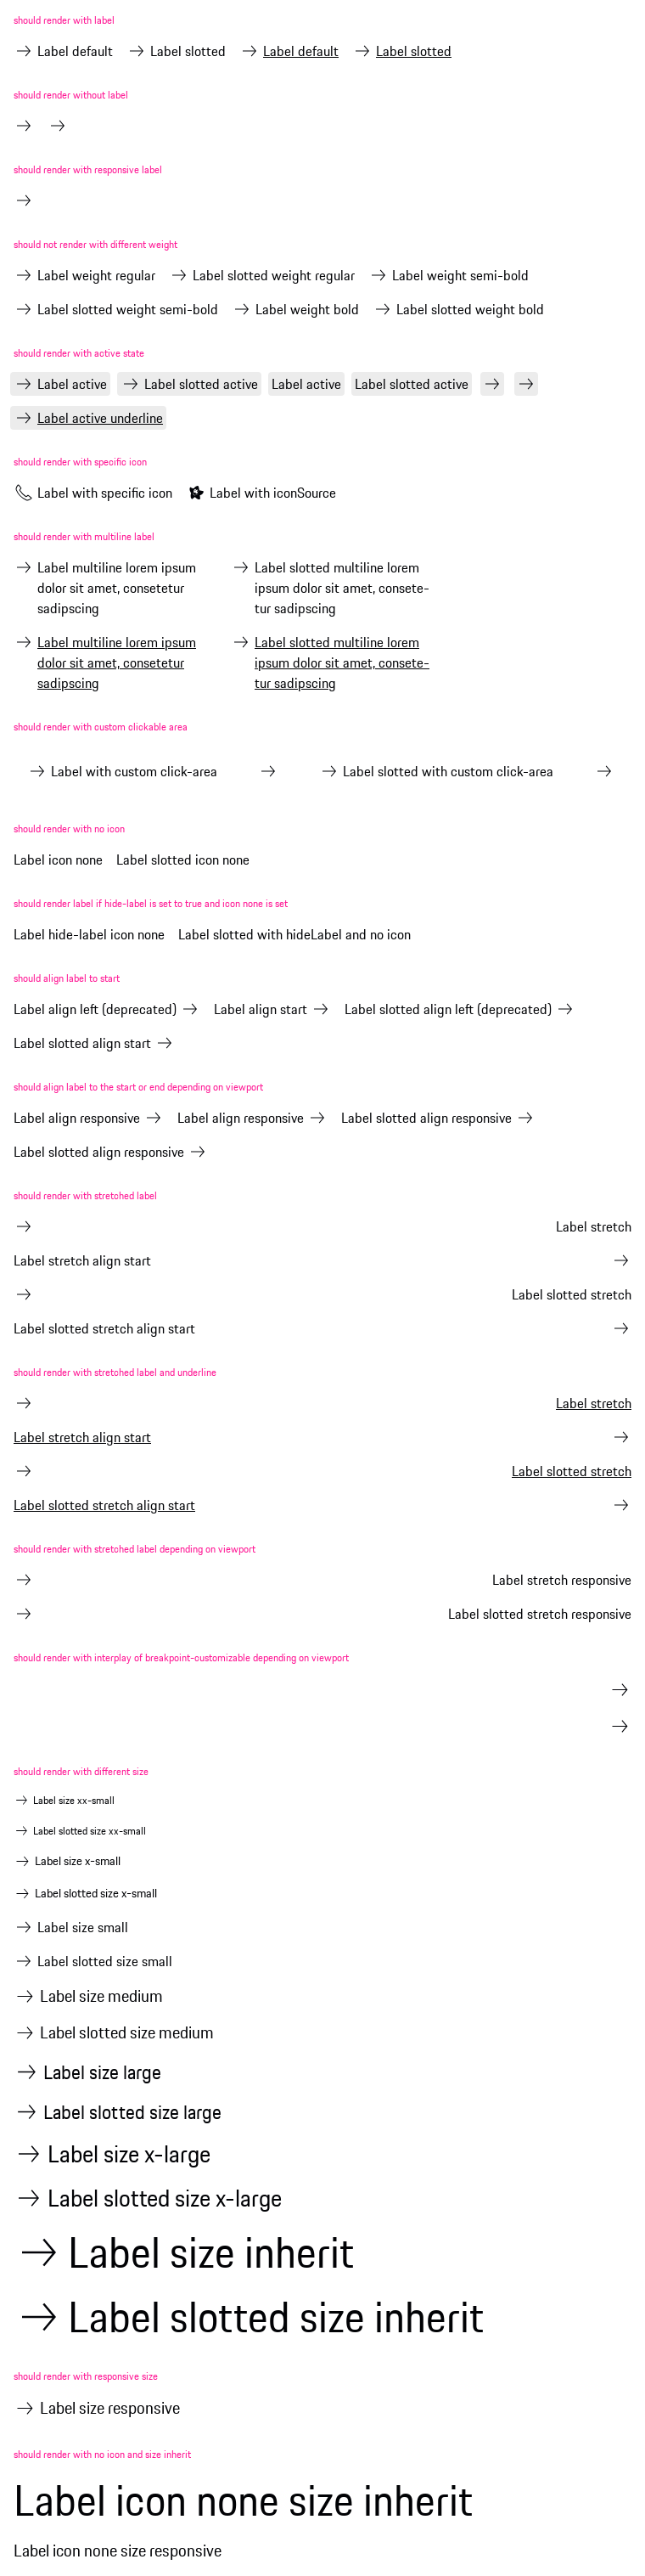 should render with label
Label default Label slotted Label default Label slotted
should render without label
should render with responsive label
should not render with different weight
Label weight regular Label slotted weight regular Label weight semi-bold
Label slotted weight semi-bold Label weight bold Label slotted weight bold
should render with active state
Label active Label slotted active Label active Label slotted active
Label active underline
should render with specific icon
Label with specific icon Label with iconSource
should render with multiline label
Label multiline lorem ipsum
dolor sit amet, consetetur
sadipscing
Label slotted multiline lorem
ipsum dolor sit amet, consete-
tur sadipscing
Label multiline lorem ipsum
dolor sit amet, consetetur
sadipscing
Label slotted multiline lorem
ipsum dolor sit amet, consete-
tur sadipscing
should render with custom clickable area
Label with custom click-area Label slotted with custom click-area
should render with no icon
Label icon none Label slotted icon none
should render label if hide-label is set to true and icon none is set
Label hide-label icon none Label slotted with hideLabel and no icon
should align label to start
Label align left (deprecated) Label align start Label slotted align left (deprecated)
Label slotted align start
should align label to the start or end depending on viewport
Label align responsive Label align responsive Label slotted align responsive
Label slotted align responsive
should render with stretched label
Label stretch
Label stretch align start
Label slotted stretch
Label slotted stretch align start
should render with stretched label and underline
Label stretch
Label stretch align start
Label slotted stretch
Label slotted stretch align start
should render with stretched label depending on viewport
Label stretch responsive
Label slotted stretch responsive
should render with interplay of breakpoint-customizable depending on viewport
should render with different size
Label size xx-small
Label slotted size xx-small
Label size x-small
Label slotted size x-small
Label size small
Label slotted size small
Label size medium
Label slotted size medium
Label size large
Label slotted size large
Label size x-large
Label slotted size x-large
Label size inherit
Label slotted size inherit
should render with responsive size
Label size responsive
should render with no icon and size inherit
Label icon none size inherit
Label icon none size responsive